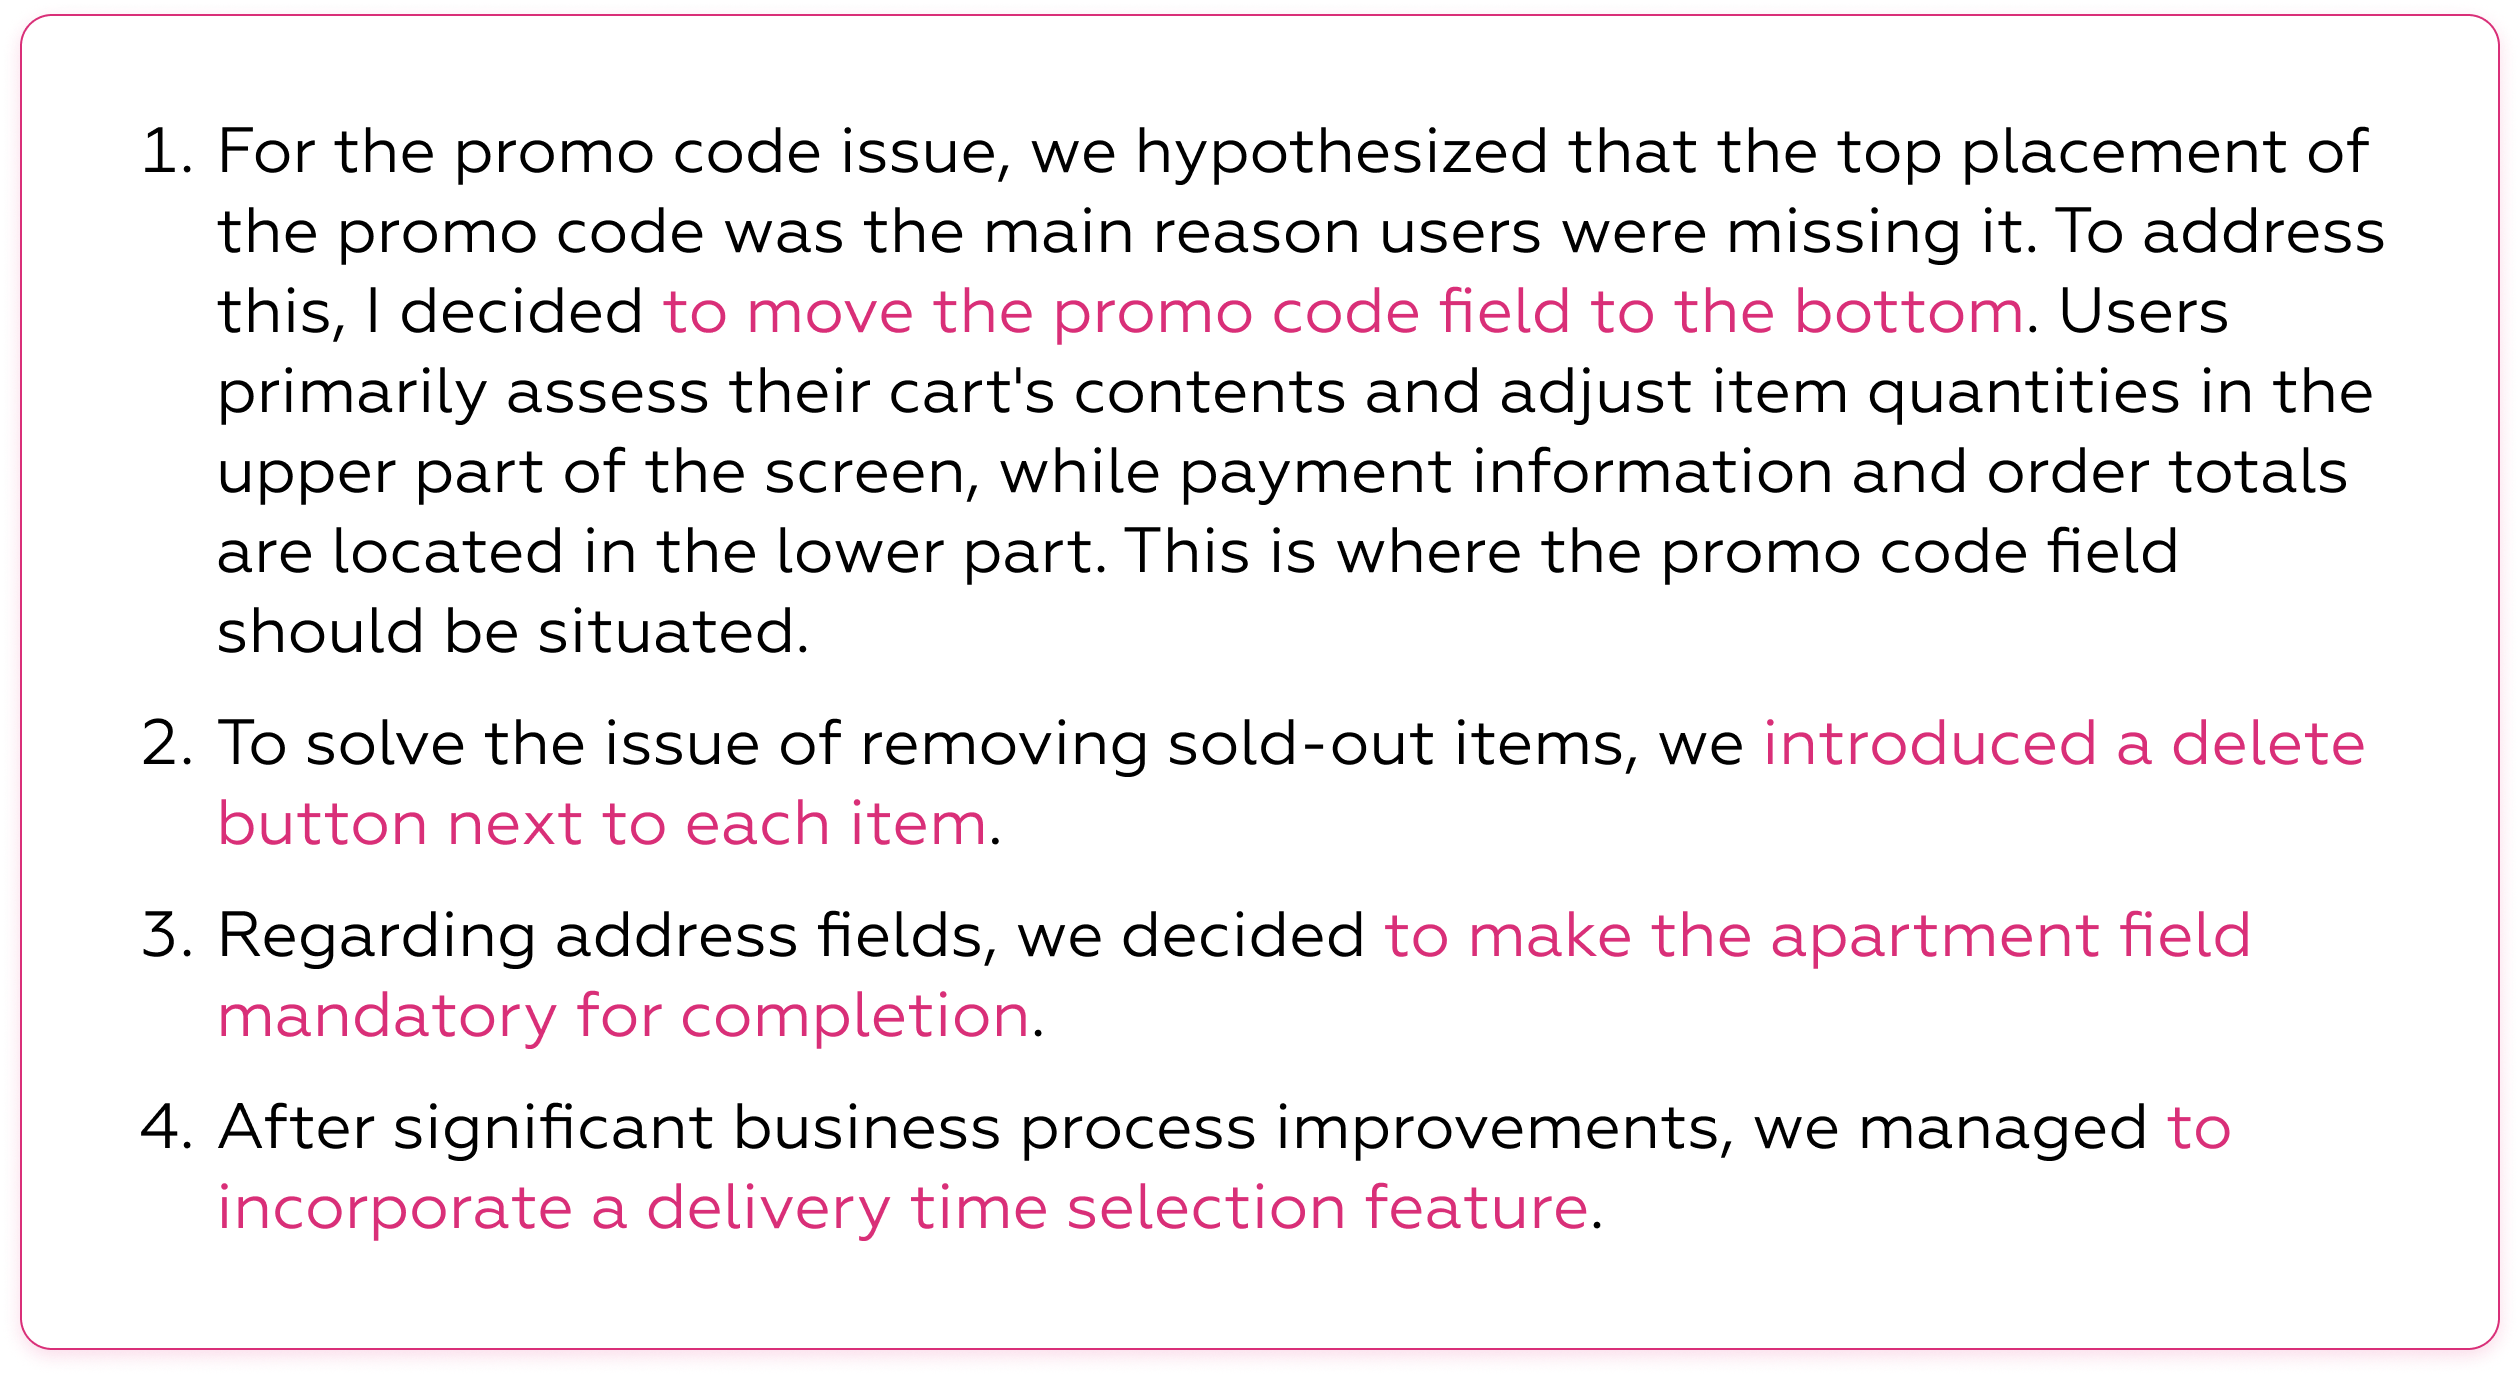 1. For the promo code issue, we hypothesized that the top placement of
the promo code was the main reason users were missing it. To address
this, I decided to move the promo code field to the bottom. Users
primarily assess their cart's contents and adjust item quantities in the
upper part of the screen, while payment information and order totals
are located in the lower part. This is where the promo code field
should be situated.
2. To solve the issue of removing sold-out items, we introduced a delete
button next to each item.
3. Regarding address fields, we decided to make the apartment field
mandatory for completion.
4. After significant business process improvements, we managed to
incorporate a delivery time selection feature.